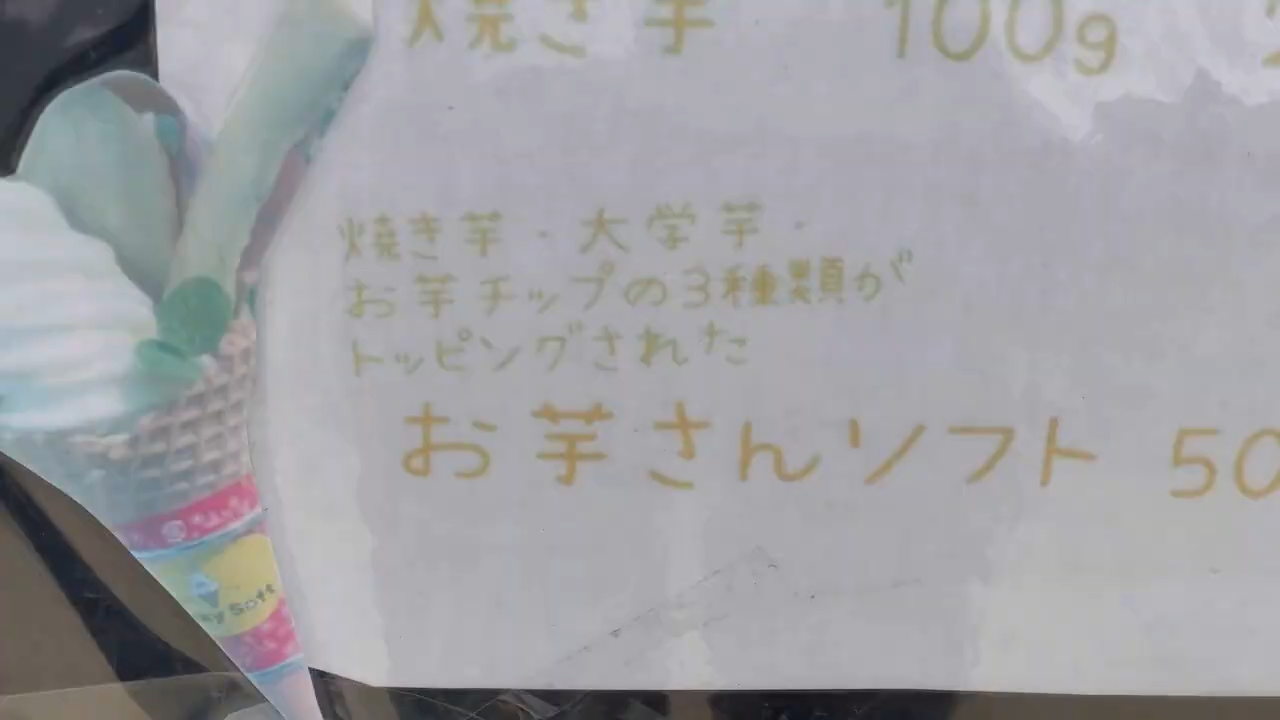 焼き芋 100g
焼き芋・大学芋・
お芋チップの3種類が
トッピングされた
お芋さんソフト 50
Soft